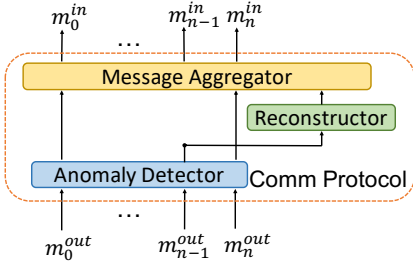 m_0^{in} ... m_{n-1}^{in} m_n^{in}
Message Aggregator
Reconstructor
Anomaly Detector
Comm Protocol
m_0^{out} ... m_{n-1}^{out} m_n^{out}